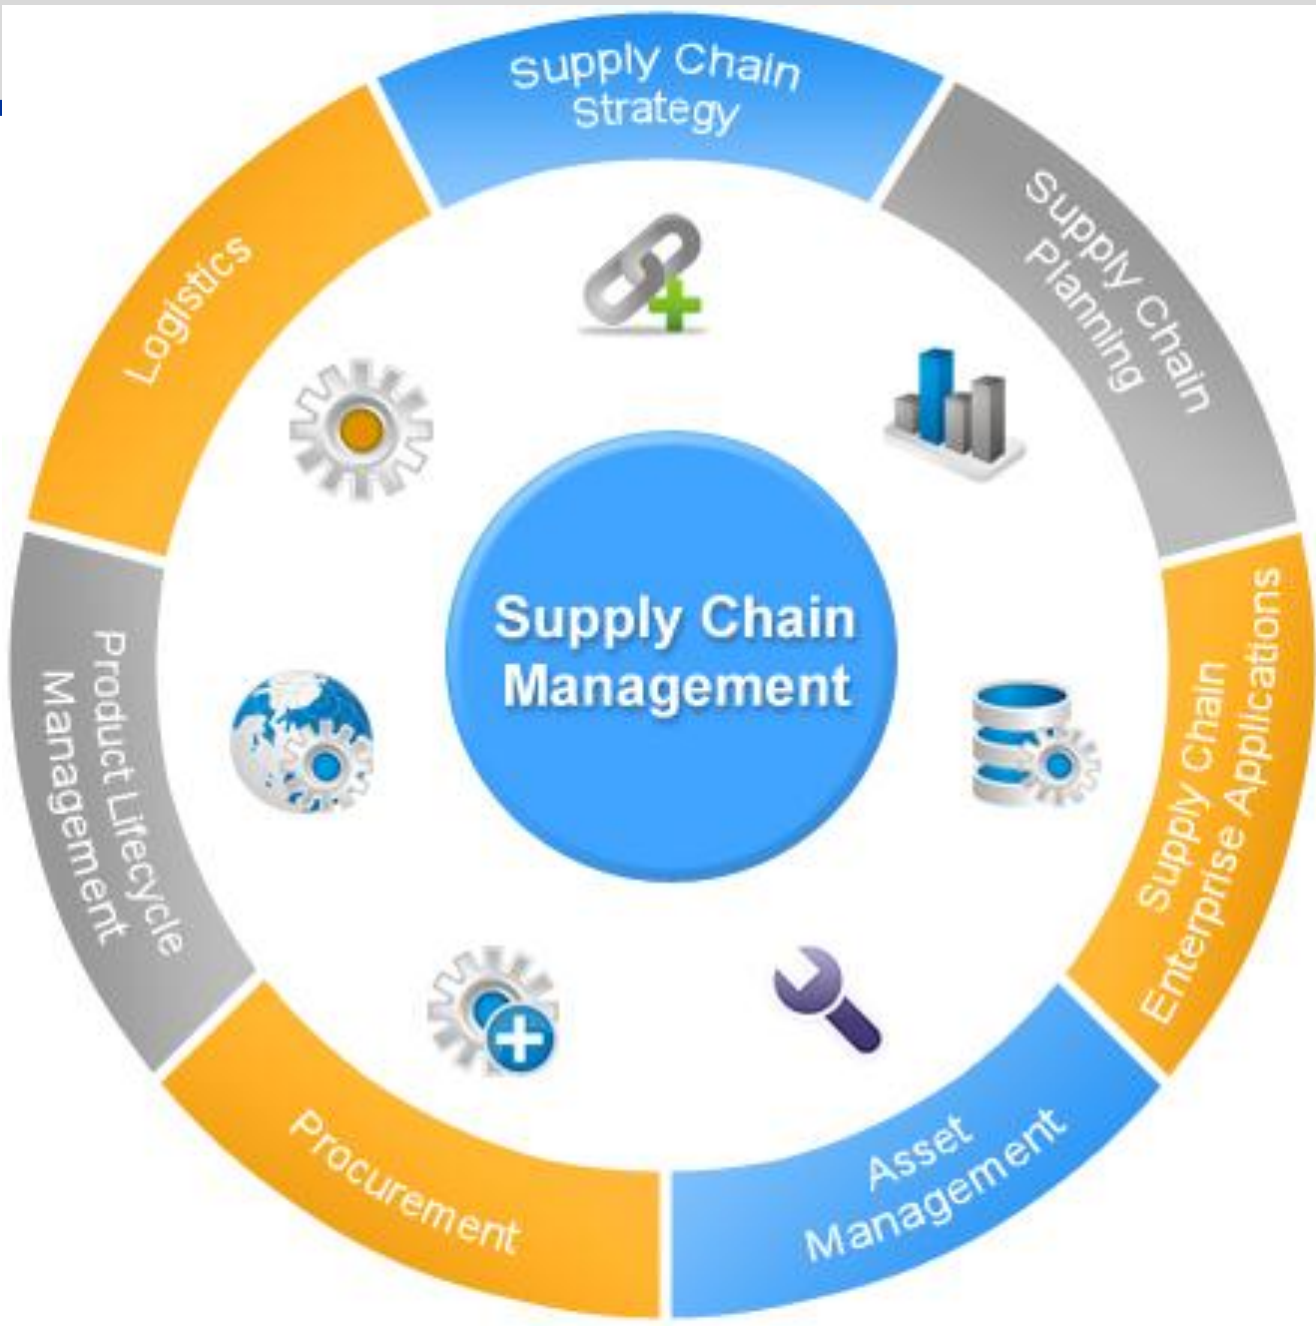 Supply Chain
Strategy
Supply Chain
Planning
Supply Chain
Enterprise Applications
Asset
Management
Procurement
Product Lifecycle
Management
Logistics
Supply Chain
Management